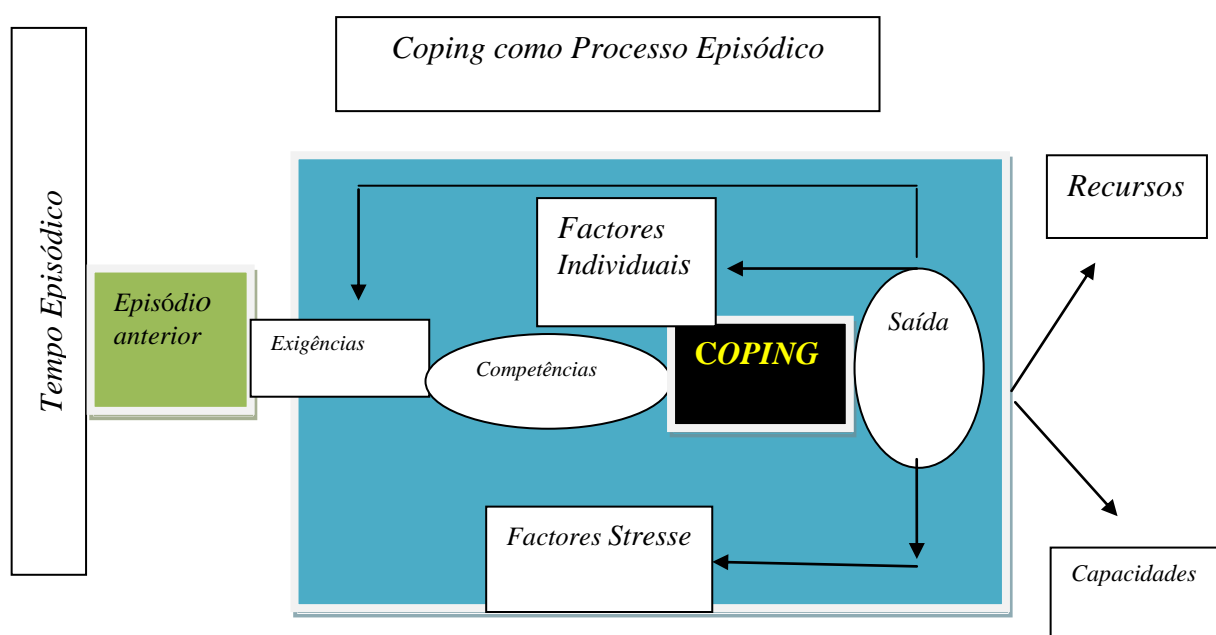 Coping como Processo Episódico
Tempo Episódico
Episódio
anterior
Exigências
Competências
Factores
Individuais
COPING
Saída
Factores Stresse
Recursos
Capacidades